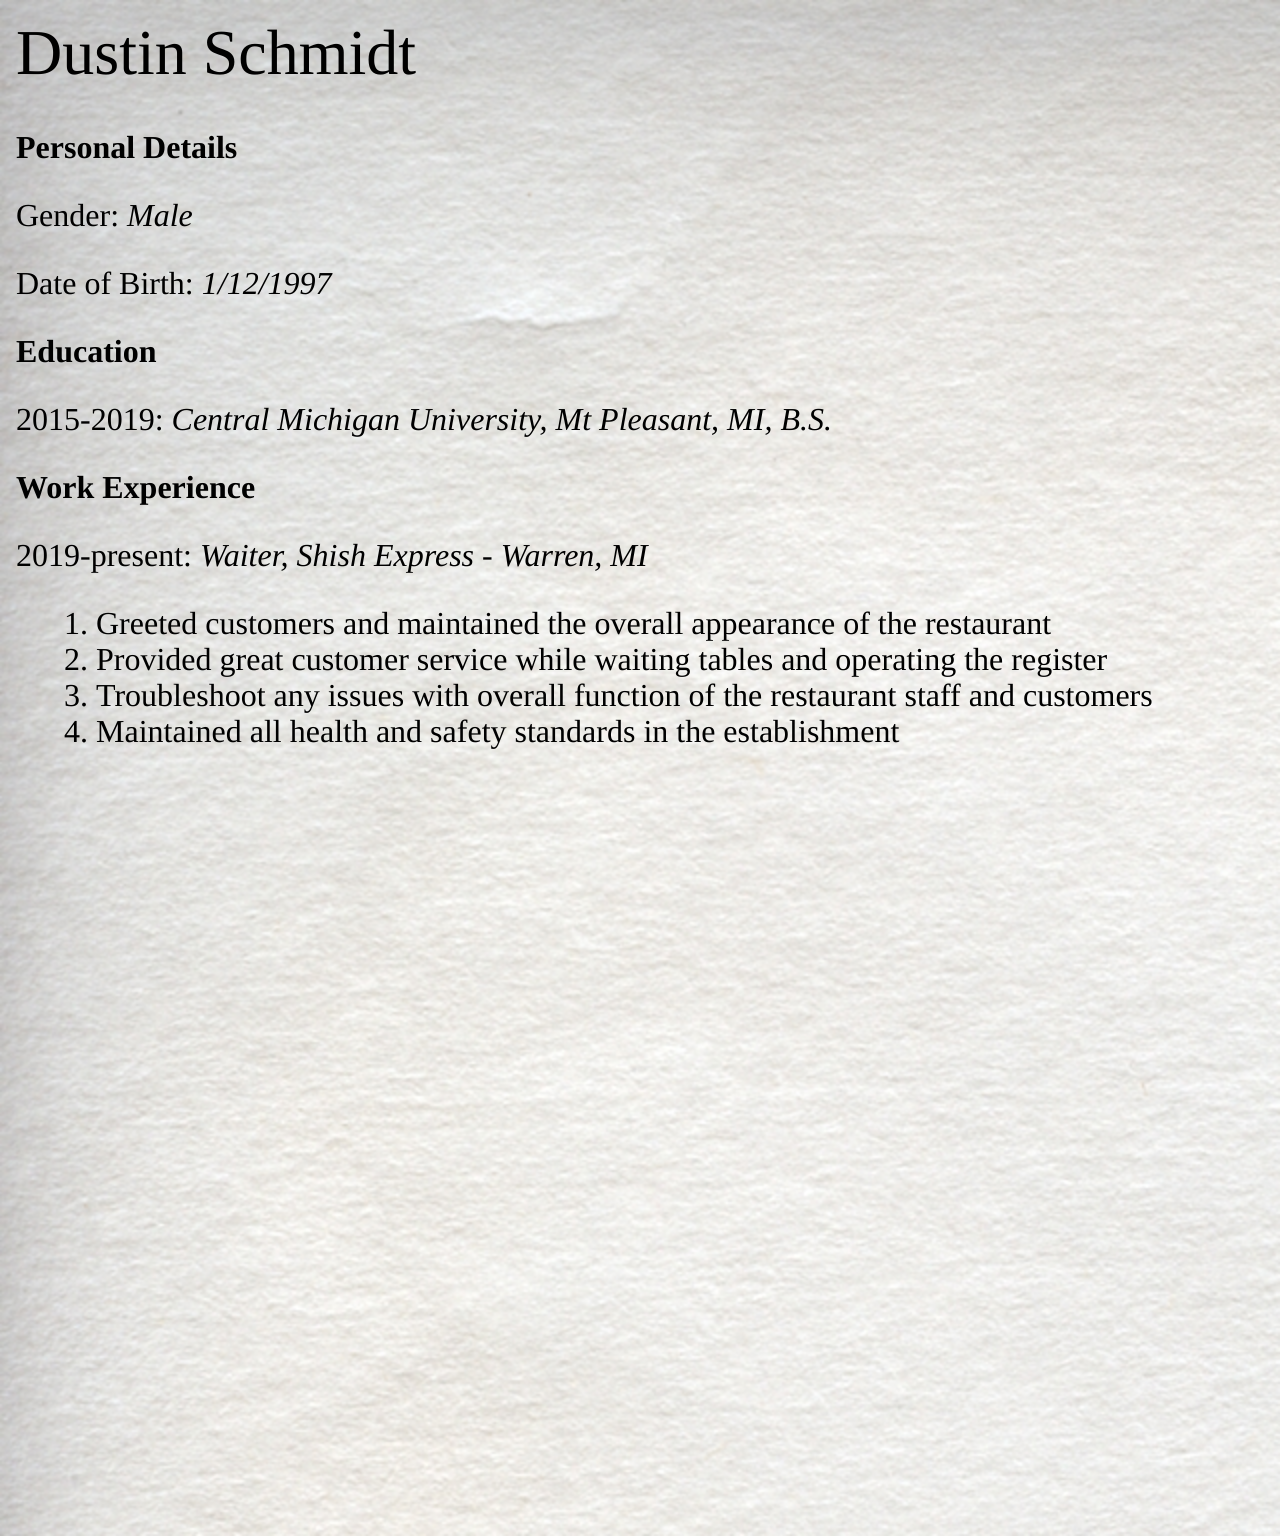 Dustin Schmidt
Personal Details
Gender: Male
Date of Birth: 1/12/1997
Education
2015-2019: Central Michigan University, Mt Pleasant, MI, B.S.
Work Experience
2019-present: Waiter, Shish Express - Warren, MI
1. Greeted customers and maintained the overall appearance of the restaurant
2. Provided great customer service while waiting tables and operating the register
3. Troubleshoot any issues with overall function of the restaurant staff and customers
4. Maintained all health and safety standards in the establishment